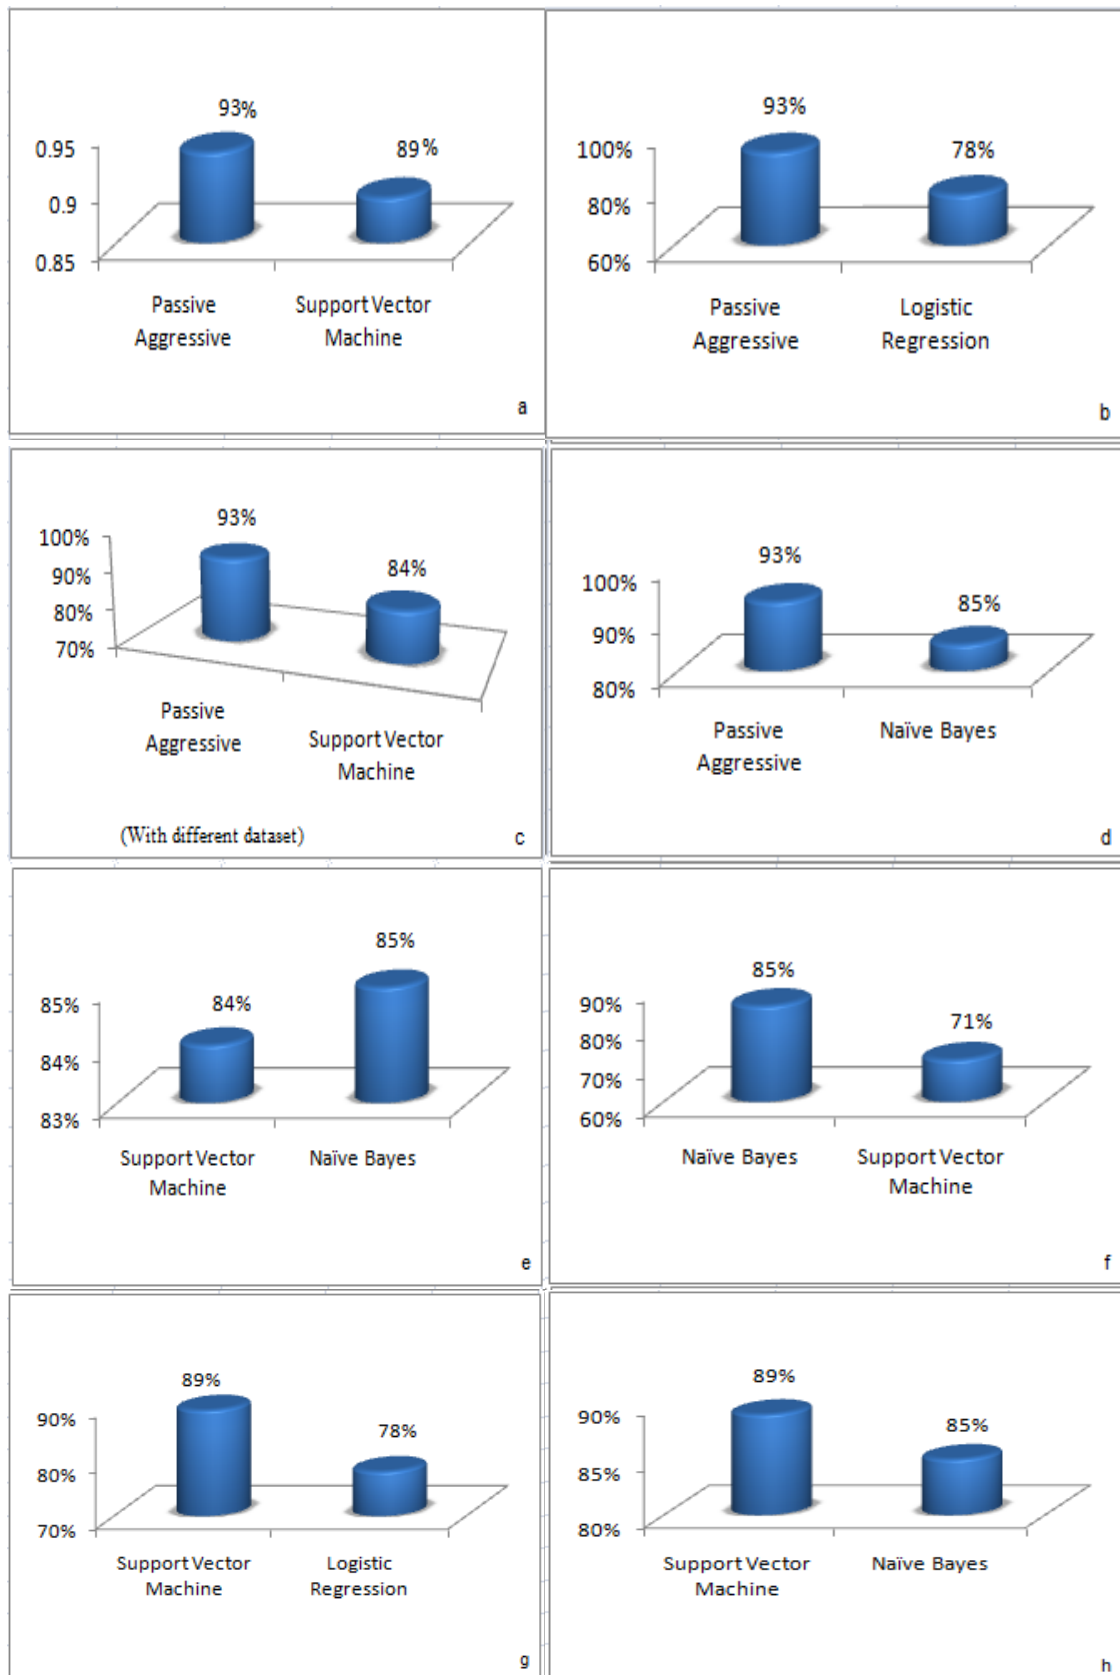 93%
0.95
89%
0.9
0.85
Passive
Aggressive
Support Vector
Machine
a
93%
100%
78%
80%
60%
Passive
Aggressive
Logistic
Regression
b
93%
100%
90%
84%
80%
70%
Passive
Aggressive
Support Vector
Machine
(With different dataset)
c
93%
100%
85%
90%
80%
Passive
Aggressive
Naïve Bayes
d
85%
85%
84%
84%
83%
Support Vector
Machine
Naïve Bayes
e
85%
90%
71%
80%
70%
60%
Naïve Bayes
Support Vector
Machine
f
89%
90%
78%
80%
70%
Support Vector
Machine
Logistic
Regression
g
89%
90%
85%
85%
80%
Support Vector
Machine
Naïve Bayes
h